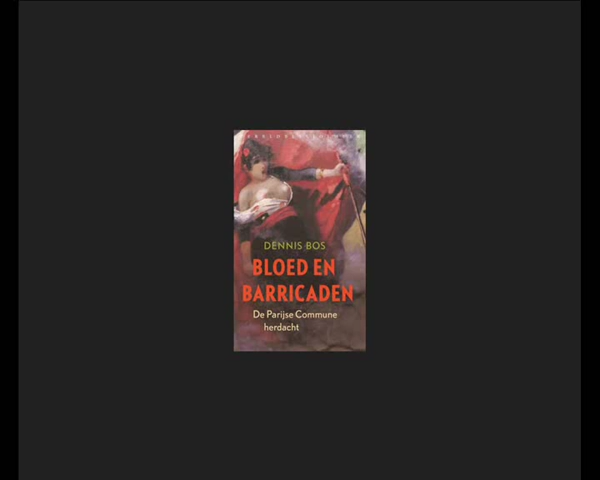 DENNIS BOS
BLOED EN
BARRICADEN
De Parijse Commune
herdacht